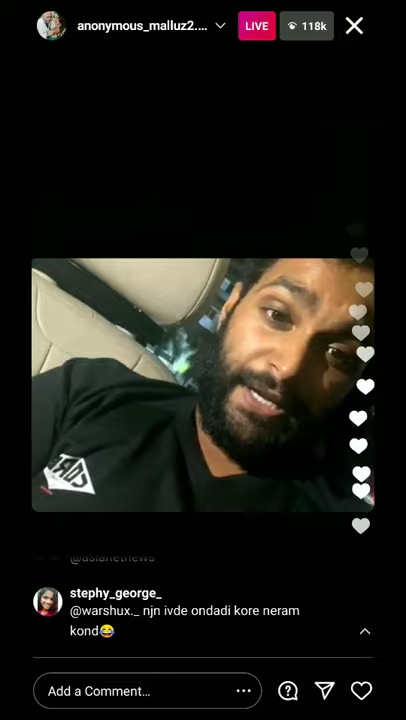 anonymous_malluz2....
LIVE
118k
@asianetnews
stephy_george_
@warshux._ njn ivde ondadi kore neram
kond😂
Add a Comment...